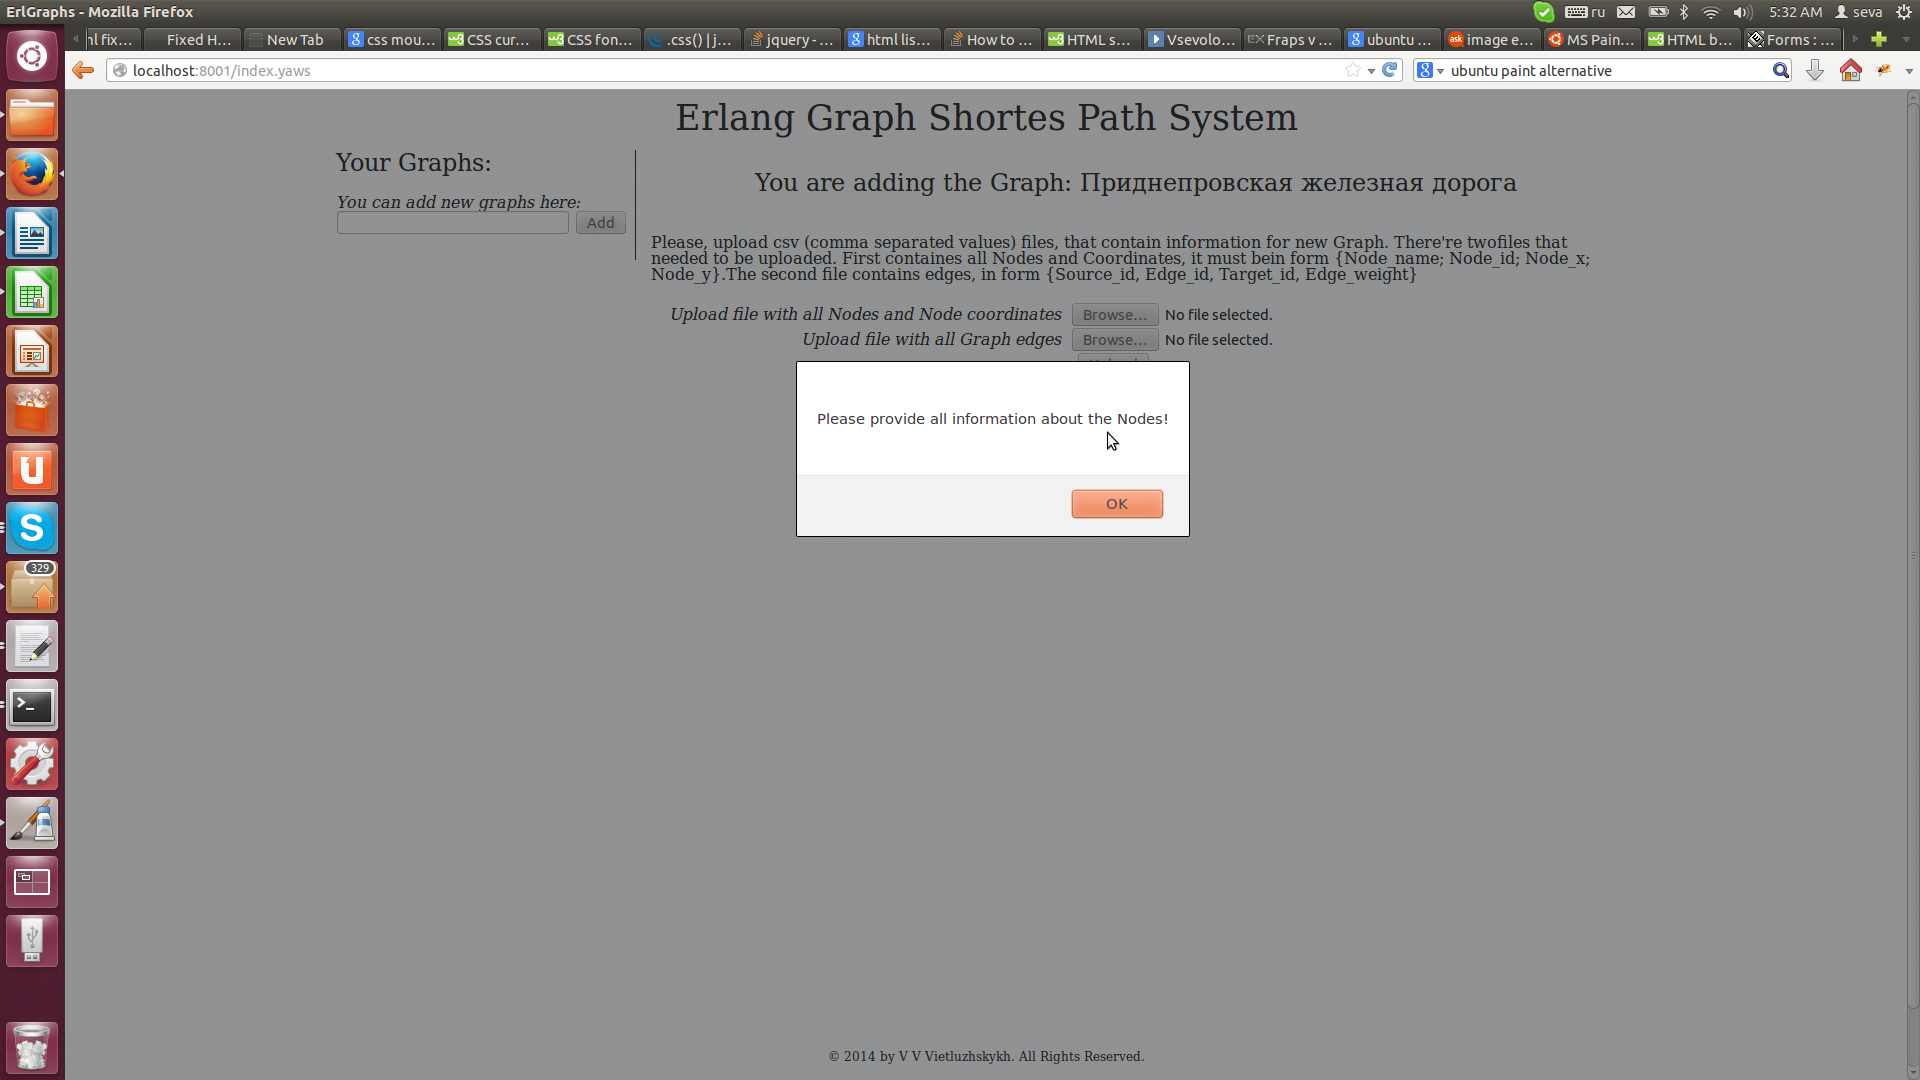 ErlGraphs - Mozilla Firefox
ru
5:32 AM
seva
nl fix...
Fixed H...
New Tab
css mou...
CSS cur...
CSS fon...
.css() | j...
jquery - ...
html lis...
How to ...
HTML s...
Vsevolo...
Fraps v ...
ubuntu ...
image e...
MS Pain...
HTML b...
Forms : ...
localhost:8001/index.yaws
ubuntu paint alternative
Erlang Graph Shortes Path System
Your Graphs:
You can add new graphs here:
Add
You are adding the Graph: Приднепровская железная дорога
Please, upload csv (comma separated values) files, that contain information for new Graph. There're twofiles that
needed to be uploaded. First containes all Nodes and Coordinates, it must bein form {Node_name; Node_id; Node_x;
Node_y}.The second file contains edges, in form {Source_id, Edge_id, Target_id, Edge_weight}
Upload file with all Nodes and Node coordinates
Browse...
No file selected.
Upload file with all Graph edges
Browse...
No file selected.
Please provide all information about the Nodes!
OK
329
© 2014 by V V Vietluzhskykh. All Rights Reserved.